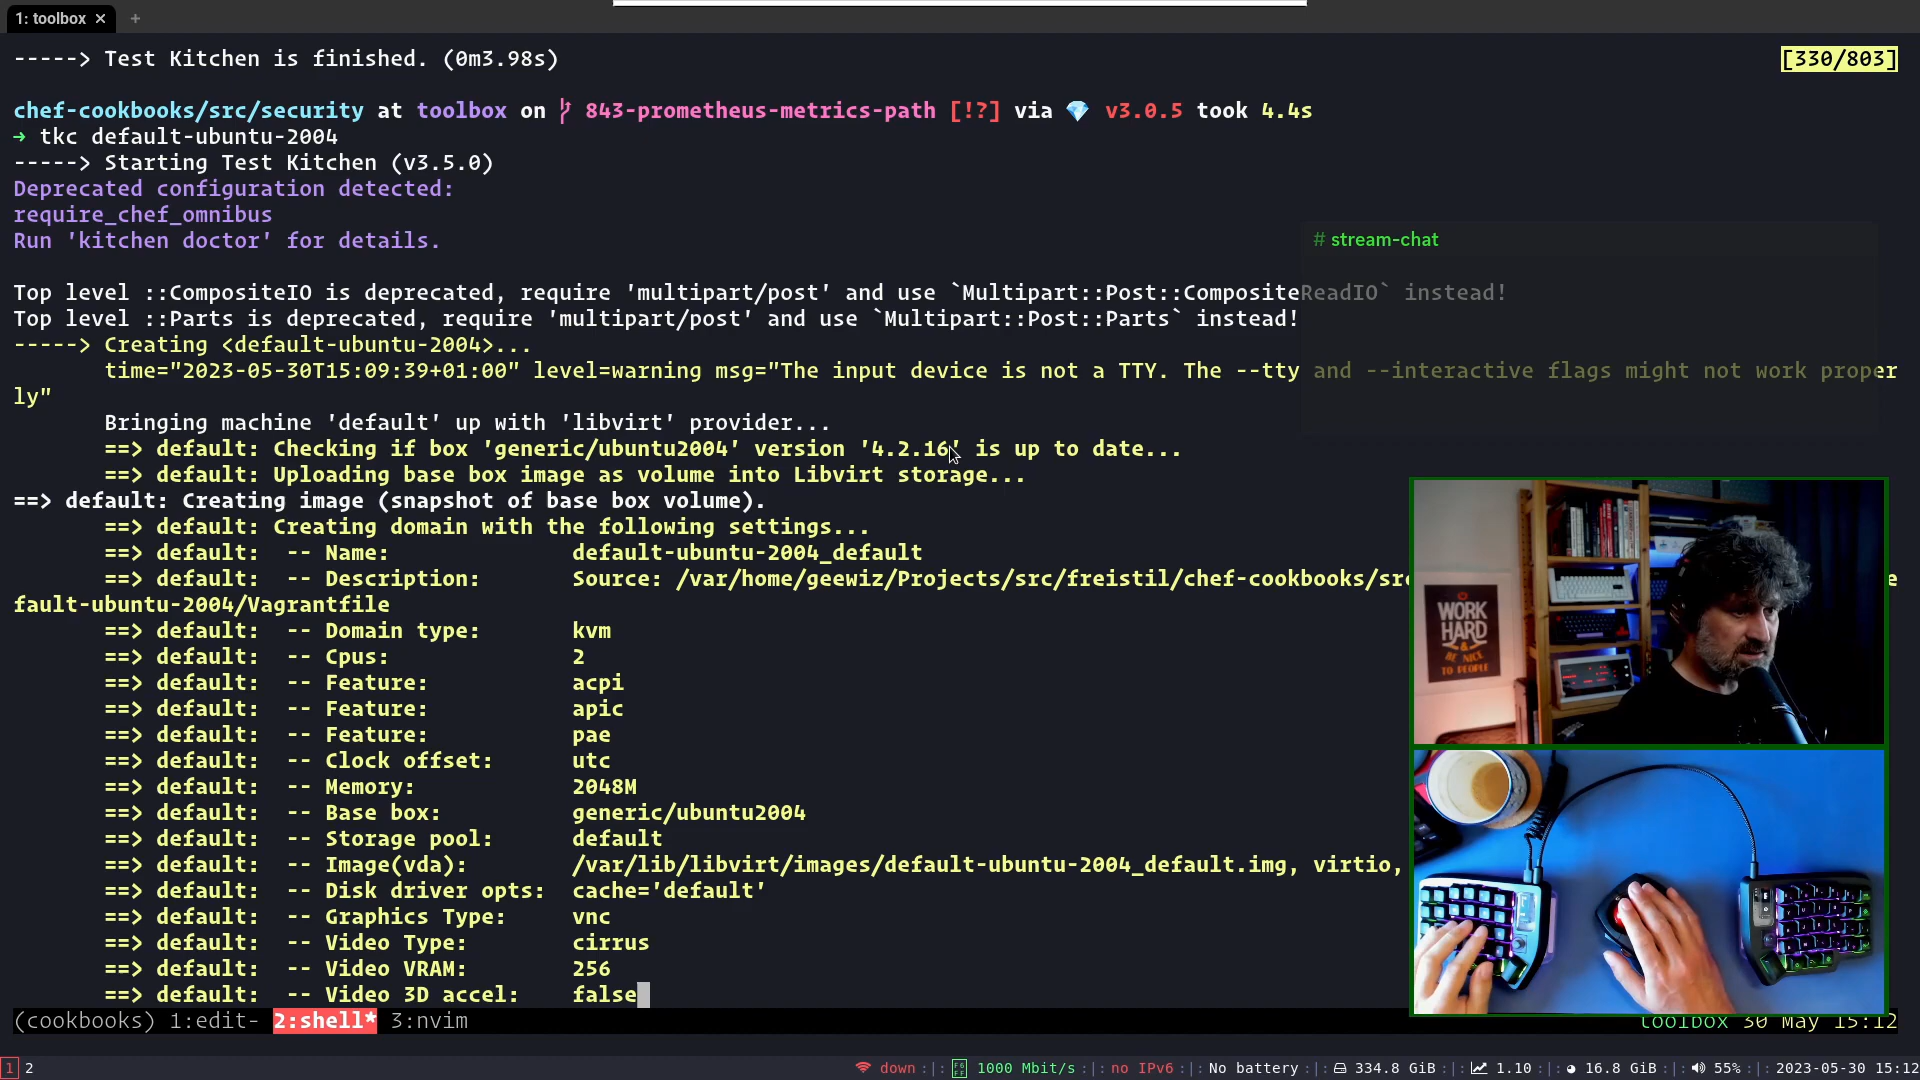 1: toolbox × +
-----> Test Kitchen is finished. (0m3.98s) [330/803]
chef-cookbooks/src/security at toolbox on 843-prometheus-metrics-path [!?] via 💎 v3.0.5 took 4.4s
→ tkc default-ubuntu-2004
-----> Starting Test Kitchen (v3.5.0)
Deprecated configuration detected:
require_chef_omnibus
Run 'kitchen doctor' for details.
# stream-chat
Top level ::CompositeIO is deprecated, require 'multipart/post' and use `Multipart::Post::CompositeReadIO` instead!
Top level ::Parts is deprecated, require 'multipart/post' and use `Multipart::Post::Parts` instead!
-----> Creating <default-ubuntu-2004>...
time="2023-05-30T15:09:39+01:00" level=warning msg="The input device is not a TTY. The --tty and --interactive flags might not work proper
ly"
Bringing machine 'default' up with 'libvirt' provider...
==> default: Checking if box 'generic/ubuntu2004' version '4.2.16' is up to date...
==> default: Uploading base box image as volume into Libvirt storage...
==> default: Creating image (snapshot of base box volume).
==> default: Creating domain with the following settings...
==> default: -- Name: default-ubuntu-2004_default
==> default: -- Description: Source: /var/home/geewiz/Projects/src/freistil/chef-cookbooks/src e
fault-ubuntu-2004/Vagrantfile
==> default: -- Domain type: kvm
==> default: -- Cpus: 2
==> default: -- Feature: acpi
==> default: -- Feature: apic
==> default: -- Feature: pae
==> default: -- Clock offset: utc
==> default: -- Memory: 2048M
==> default: -- Base box: generic/ubuntu2004
==> default: -- Storage pool: default
==> default: -- Image(vda): /var/lib/libvirt/images/default-ubuntu-2004_default.img, virtio,
==> default: -- Disk driver opts: cache='default'
==> default: -- Graphics Type: vnc
==> default: -- Video Type: cirrus
==> default: -- Video VRAM: 256
==> default: -- Video 3D accel: false
WORK
HARD
&
BE NICE
TO PEOPLE
(cookbooks) 1:edit- 2:shell* 3:nvim toolbox 30 May 15:12
1 2 down :|: 1000 Mbit/s :|: no IPv6 :|: No battery :|: 334.8 GiB :|: 1.10 :|: 16.8 GiB :|: 55% :|: 2023-05-30 15:12